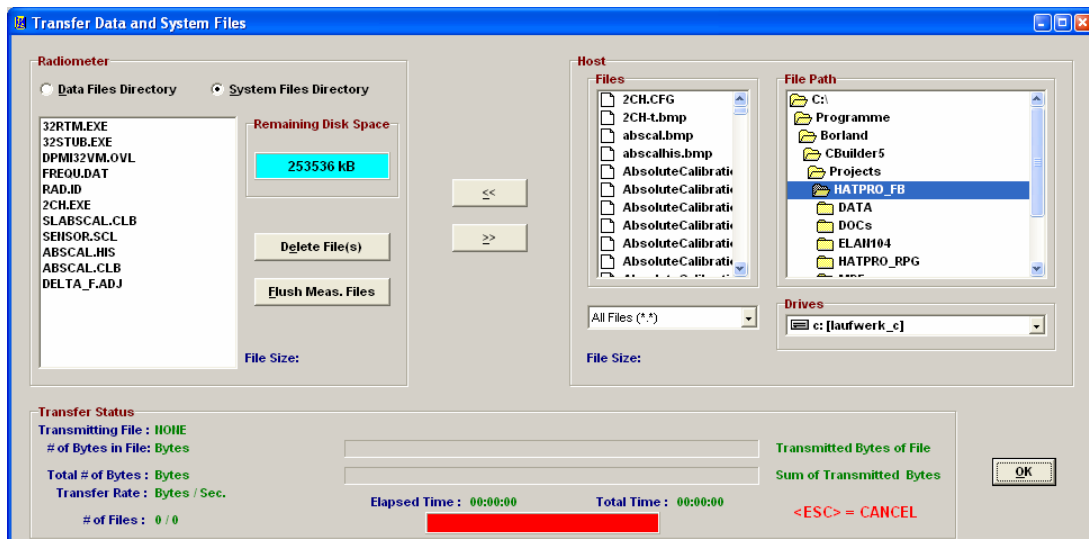 Transfer Data and System Files
Radiometer
Data Files Directory
System Files Directory
32RTM.EXE
32STUB.EXE
DPMI32VM.OVL
FREQU.DAT
RAD.ID
2CH.EXE
SLABSCAL.CLB
SENSOR.SCL
ABSCAL.HIS
ABSCAL.CLB
DELTA_F.ADJ
Remaining Disk Space
253536 kB
Delete File(s)
Flush Meas. Files
File Size:
<<
>>
Host
Files
2CH.CFG
2CH-t.bmp
abscal.bmp
abscalhis.bmp
AbsoluteCalibrati
AbsoluteCalibrati
AbsoluteCalibrati
AbsoluteCalibrati
AbsoluteCalibrati
All Files (*.*)
File Size:
File Path
C:\
Programme
Borland
CBuilder5
Projects
HATPRO_FB
DATA
DOCs
ELAN104
HATPRO_RPG
Drives
c: [laufwerk_c]
Transfer Status
Transmitting File : NONE
# of Bytes in File: Bytes
Transmitted Bytes of File
Total # of Bytes : Bytes
Sum of Transmitted Bytes
Transfer Rate : Bytes / Sec.
Elapsed Time : 00:00:00
Total Time : 00:00:00
# of Files : 0 / 0
<ESC> = CANCEL
OK